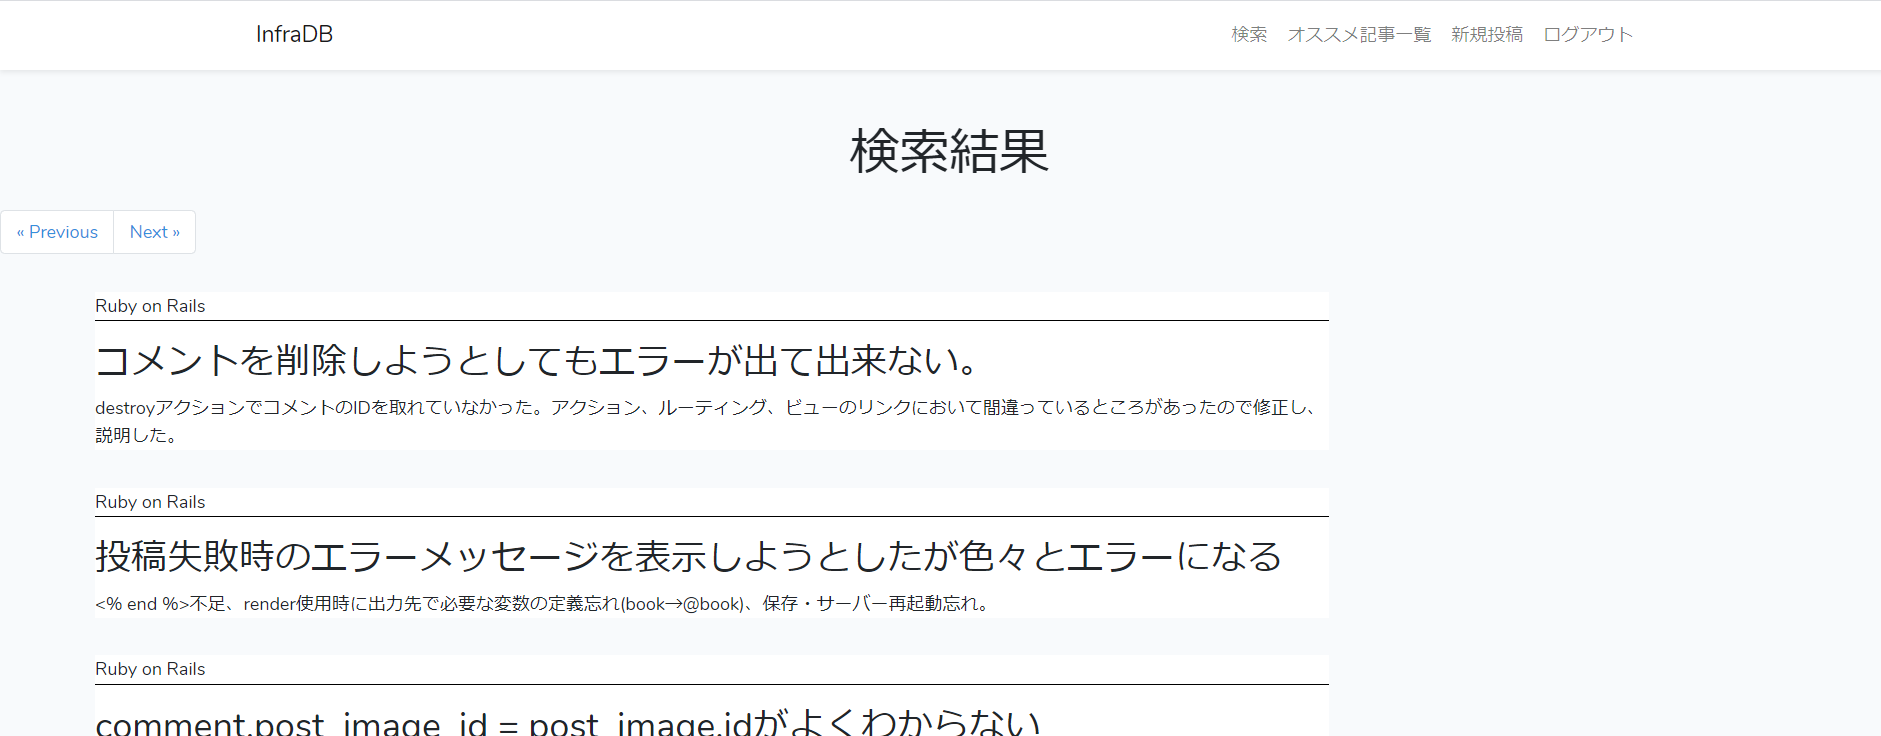 InfraDB
検索 オススメ記事一覧 新規投稿 ログアウト
検索結果
« Previous Next »
Ruby on Rails
コメントを削除しようとしてもエラーが出て出来ない。
destroyアクションでコメントのIDを取れていなかった。アクション、ルーティング、ビューのリンクにおいて間違っているところがあったので修正し、
説明した。
Ruby on Rails
投稿失敗時のエラーメッセージを表示しようとしたが色々とエラーになる
<% end %>不足、render使用時に出力先で必要な変数の定義忘れ(book→@book)、保存・サーバー再起動忘れ。
Ruby on Rails
comment.post_image_id = post_image.idがよくわからない